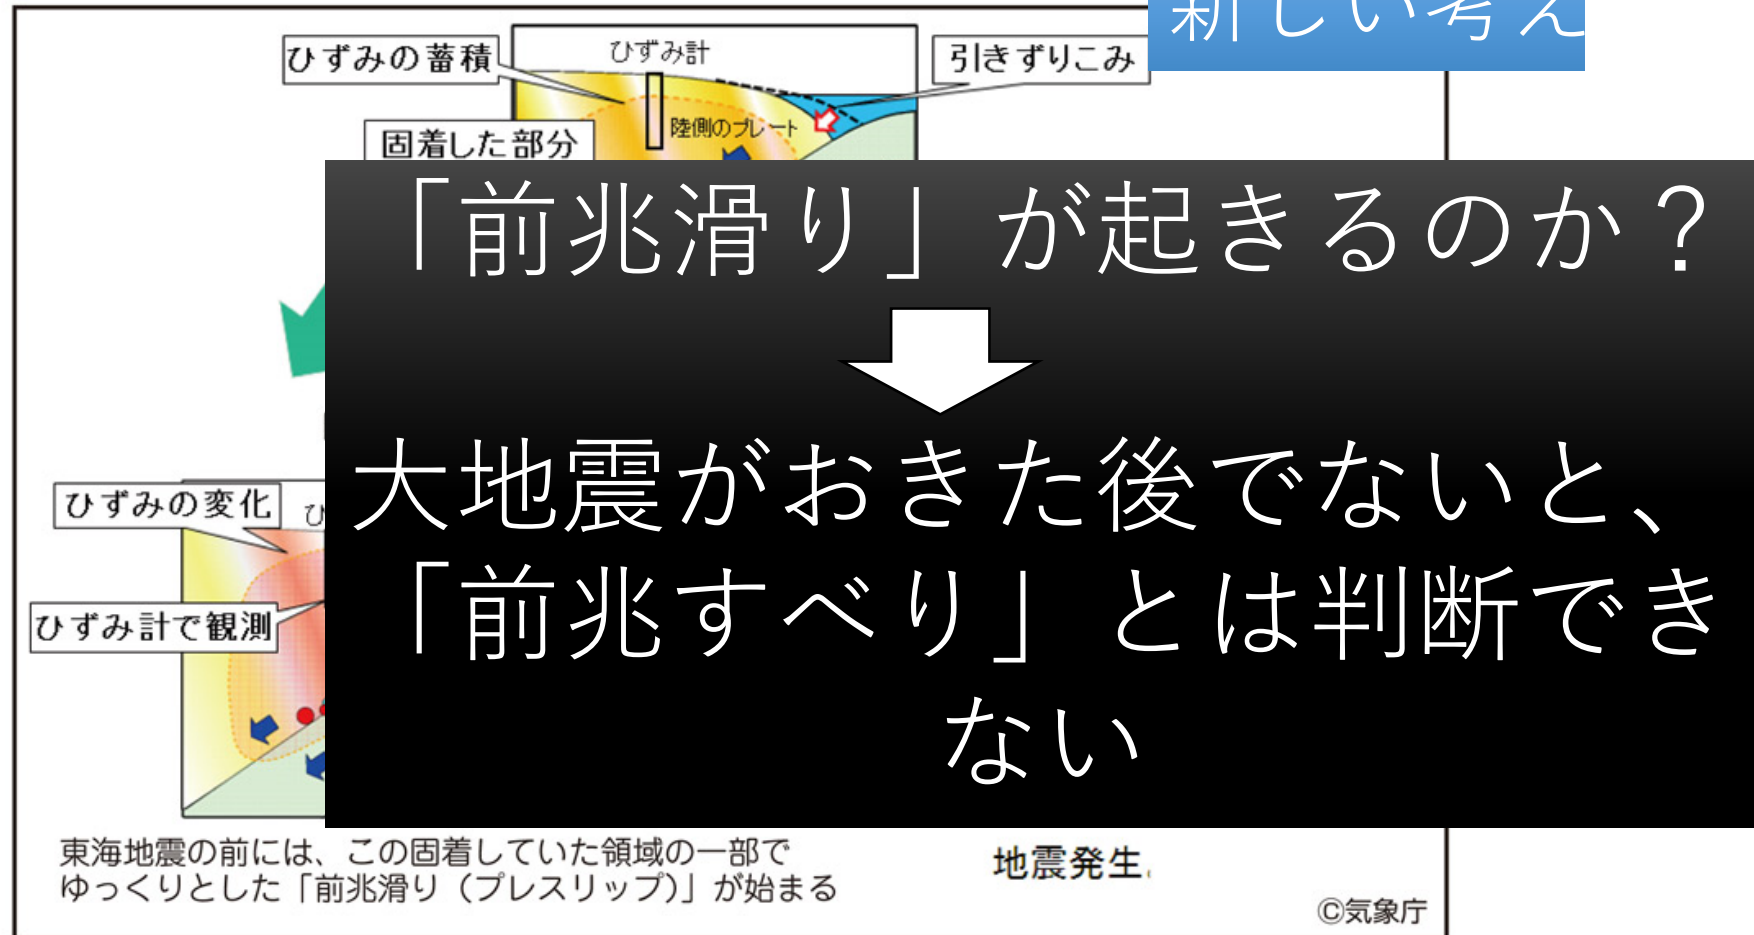 新しい考え
ひずみの蓄積
ひずみ計
引きずりこみ
陸側のプレート
固着した部分
「前兆滑り」が起きるのか？
大地震がおきた後でないと、
「前兆すべり」とは判断でき
ない
ひずみの変化
ひ
ひずみ計で観測
東海地震の前には、この固着していた領域の一部で
ゆっくりとした「前兆滑り（プレスリップ）」が始まる
地震発生
©気象庁